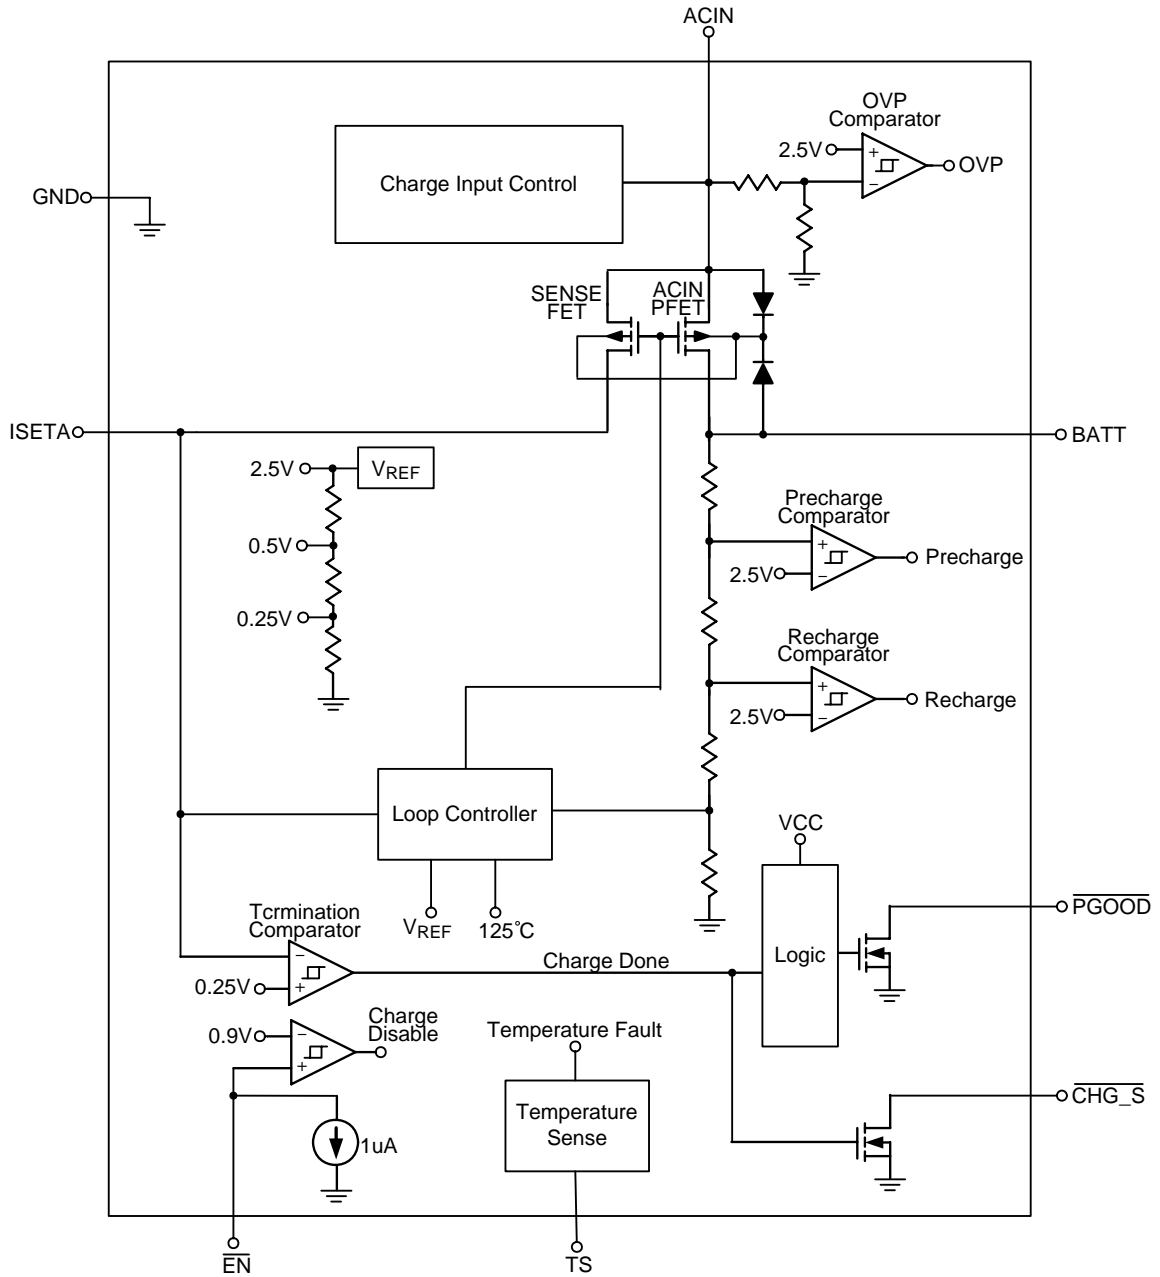 ACIN
OVP
Comparator
2.5V
+
−
OVP
Charge Input Control
GND
SENSE
FET
ACIN
PFET
ISETA
BATT
2.5V
VREF
0.5V
0.25V
Precharge
Comparator
+
−
2.5V
Precharge
Recharge
Comparator
+
−
2.5V
Recharge
Loop Controller
VREF
125°C
VCC
Logic
PGOOD
Tcrmination
Comparator
−
+
0.25V
Charge Done
Charge
Disable
0.9V
−
+
1uA
Temperature Fault
Temperature
Sense
CHG_S
EN
TS